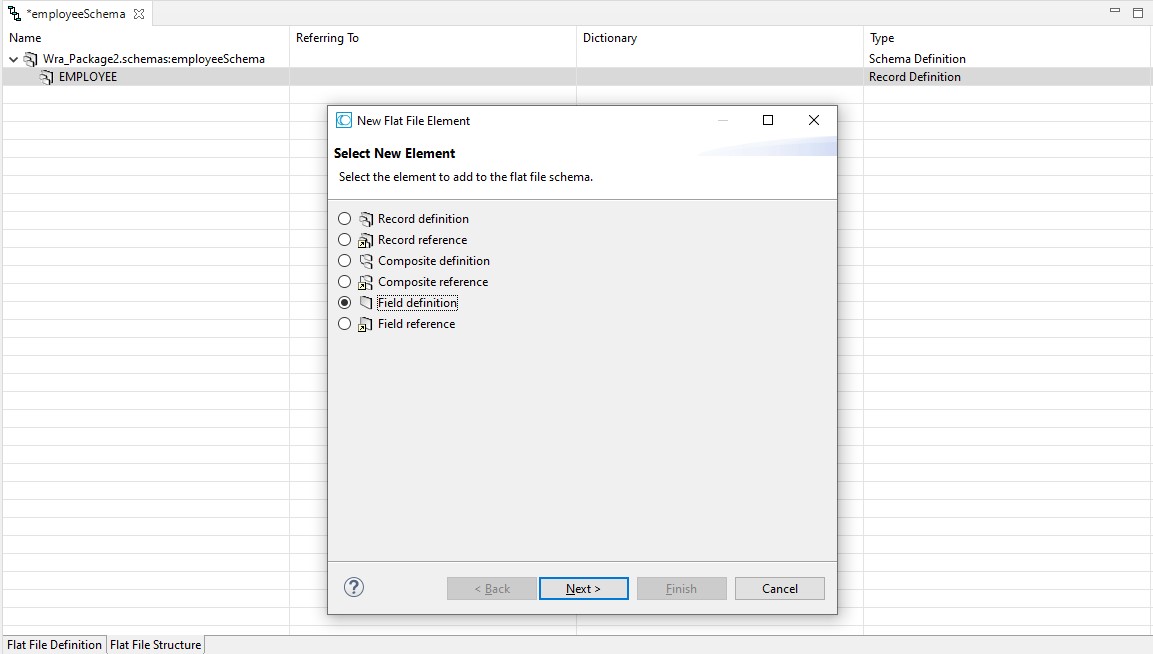 *employeeSchema
Name Referring To Dictionary Type
Wra_Package2.schemas:employeeSchema Schema Definition
EMPLOYEE Record Definition
New Flat File Element
Select New Element
Select the element to add to the flat file schema.
Record definition
Record reference
Composite definition
Composite reference
Field definition
Field reference
? < Back Next > Finish Cancel
Flat File Definition Flat File Structure